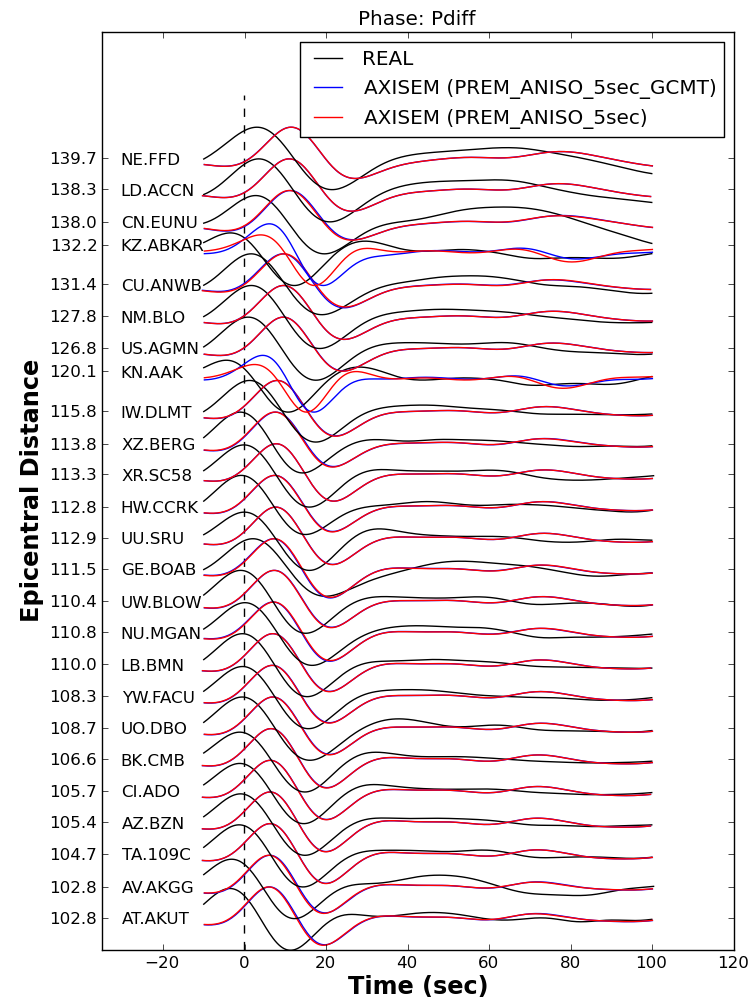 Phase: Pdiff
REAL
AXISEM (PREM_ANISO_5sec_GCMT)
AXISEM (PREM_ANISO_5sec)
139.7 NE.FFD
138.3 LD.ACCN
138.0 CN.EUNU
132.2 KZ.ABKAR
131.4 CU.ANWB
127.8 NM.BLO
126.8 US.AGMN
120.1 KN.AAK
115.8 IW.DLMT
113.8 XZ.BERG
113.3 XR.SC58
112.8 HW.CCRK
112.9 UU.SRU
111.5 GE.BOAB
110.4 UW.BLOW
110.8 NU.MGAN
110.0 LB.BMN
108.3 YW.FACU
108.7 UO.DBO
106.6 BK.CMB
105.7 CI.ADO
105.4 AZ.BZN
104.7 TA.109C
102.8 AV.AKGG
102.8 AT.AKUT
Epicentral Distance
−20 0 20 40 60 80 100 120
Time (sec)